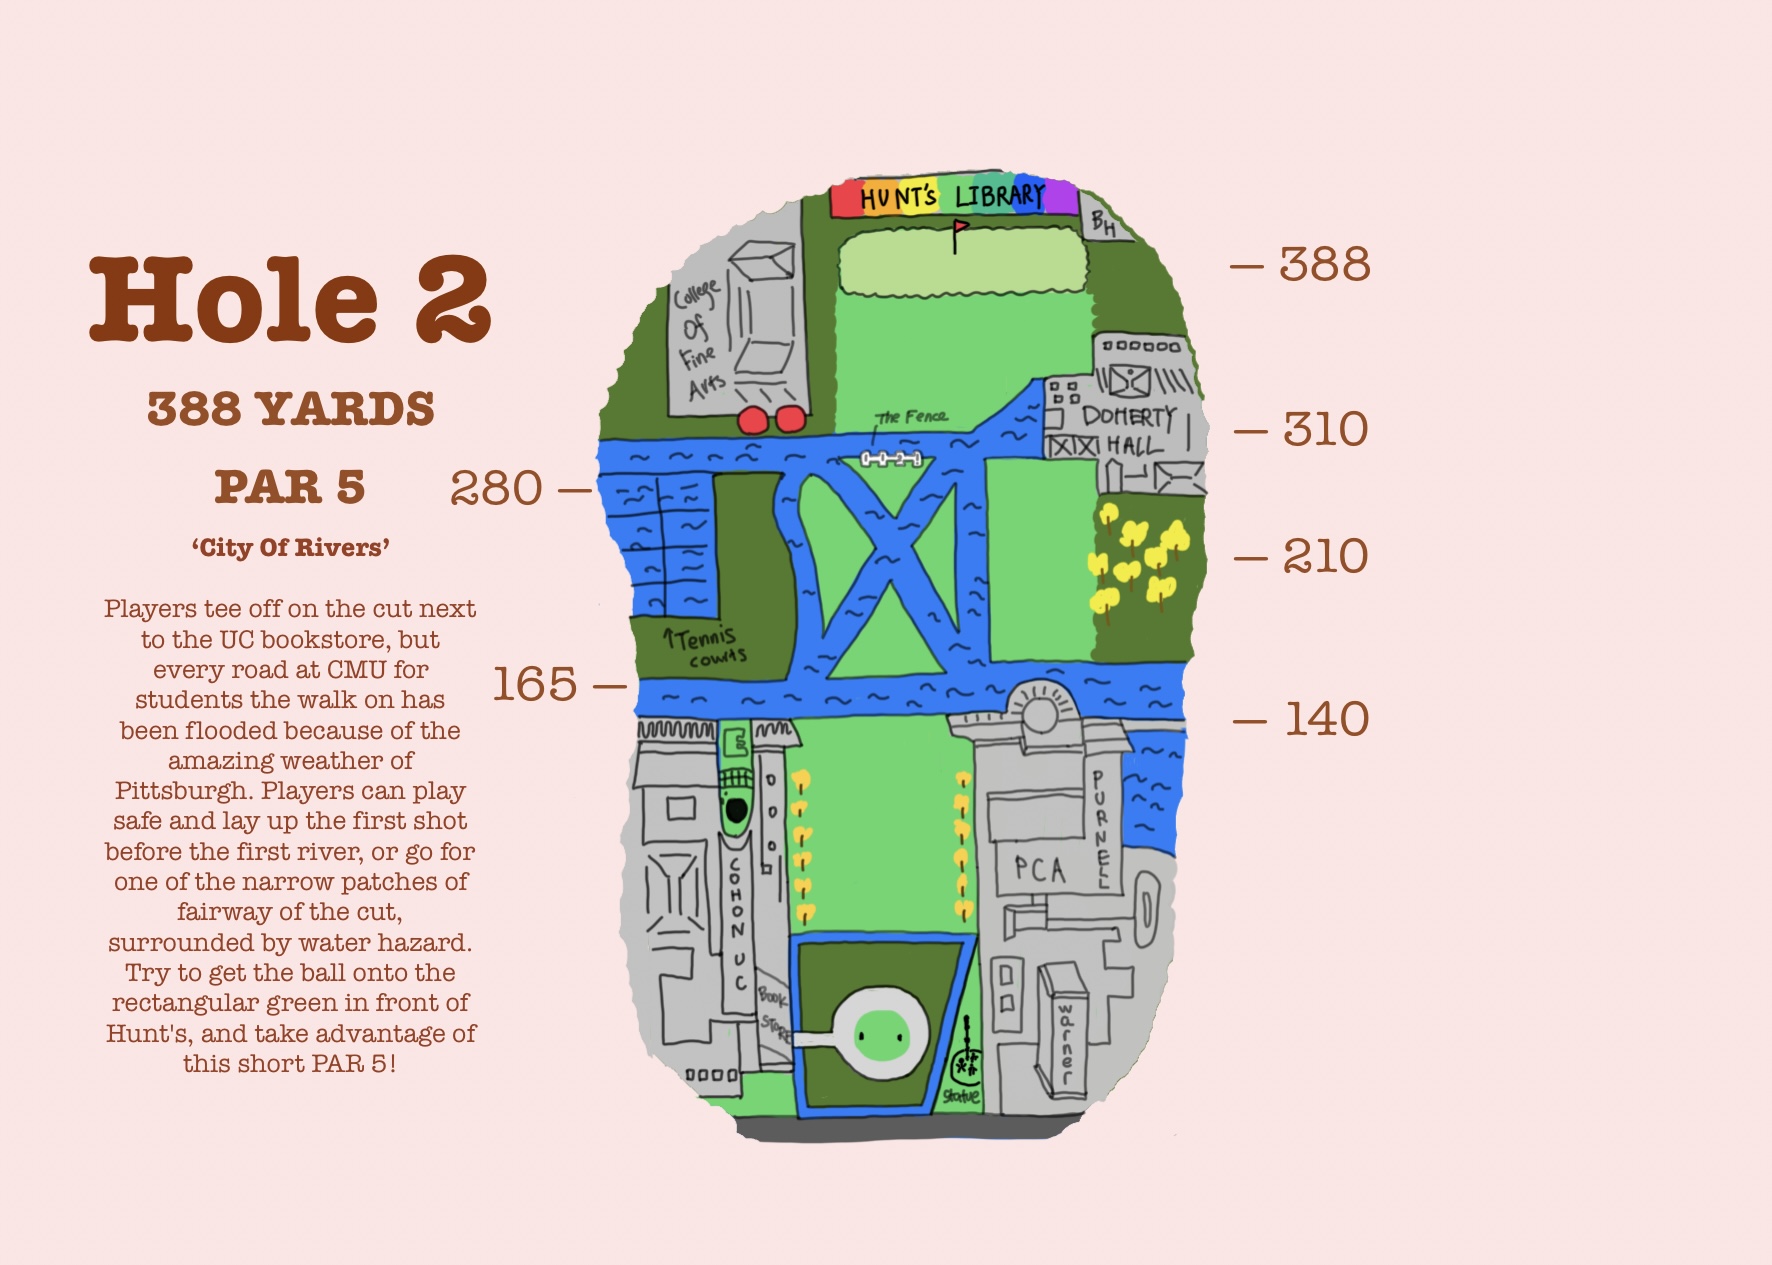 Hole 2
388 YARDS
PAR 5
‘City Of Rivers’
Players tee off on the cut next
to the UC bookstore, but
every road at CMU for
students the walk on has
been flooded because of the
amazing weather of
Pittsburgh. Players can play
safe and lay up the first shot
before the first river, or go for
one of the narrow patches of
fairway of the cut,
surrounded by water hazard.
Try to get the ball onto the
rectangular green in front of
Hunt's, and take advantage of
this short PAR 5!
280
165
HUNT's LIBRARY
BH
College
Of
Fine
Arts
The Fence
DOHERTY
HALL
↑Tennis
courts
COHON UC
BOOK
STORE
PURNELL
PCA
warner
statue
388
310
210
140